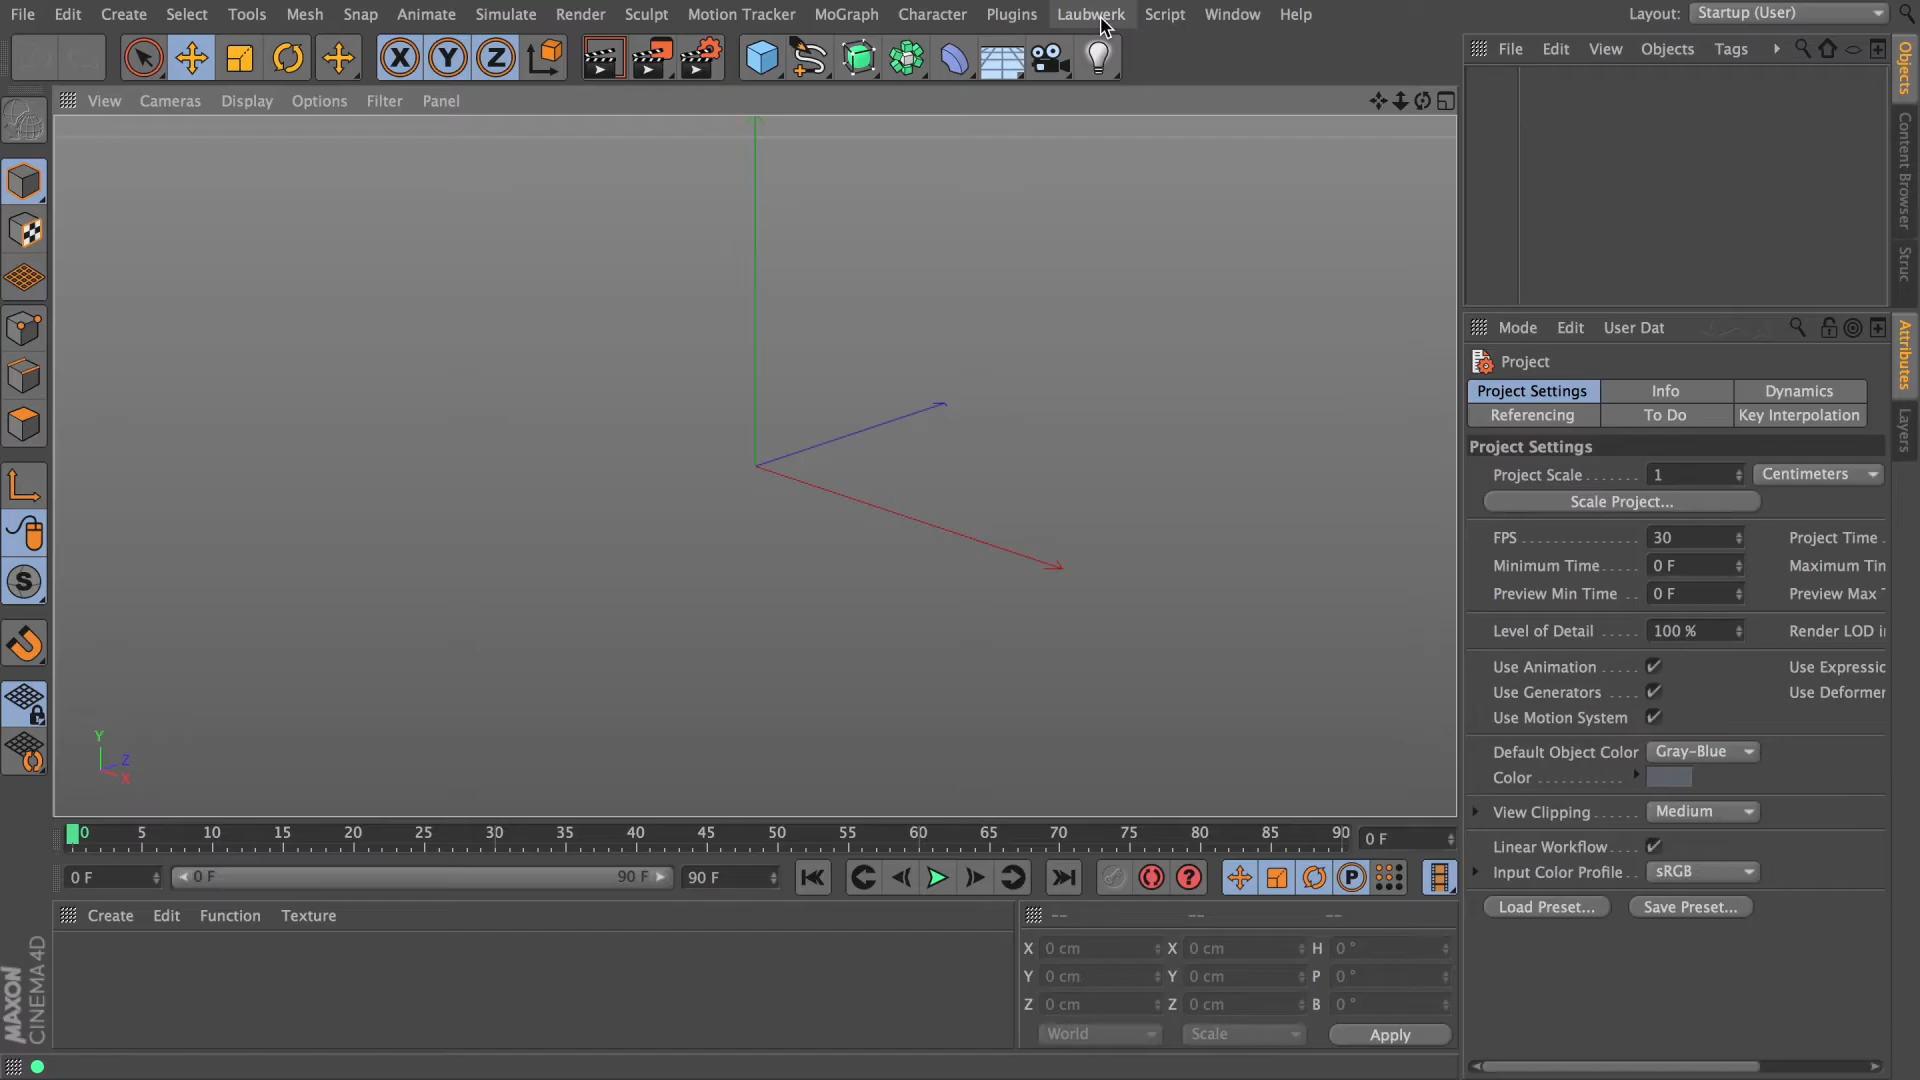 File Edit Create Select Tools Mesh Snap Animate Simulate Render Sculpt Motion Tracker MoGraph Character Plugins Laubwerk Script Window Help Layout: Startup (User)
X Y Z
File Edit View Objects Tags
View Cameras Display Options Filter Panel
Objects
Content Browser
Struc
Mode Edit User Dat
Project
Project Settings Info Dynamics
Referencing To Do Key Interpolation
Attributes
Layers
Project Settings
Project Scale 1 Centimeters
Scale Project...
FPS 30 Project Time
Minimum Time 0 F Maximum Tin
Preview Min Time 0 F Preview Max
Level of Detail 100 % Render LOD i
Use Animation Use Expressic
Use Generators Use Deformer
Use Motion System
Default Object Color Gray-Blue
Color
View Clipping Medium
Linear Workflow
Input Color Profile sRGB
Load Preset... Save Preset...
S
Y
Z
X
0 5 10 15 20 25 30 35 40 45 50 55 60 65 70 75 80 85 90 0 F
0 F 0 F 90 F 90 F ? P
Create Edit Function Texture -- -- --
X 0 cm X 0 cm H 0 °
Y 0 cm Y 0 cm P 0 °
Z 0 cm Z 0 cm B 0 °
World Scale Apply
MAXON
CINEMA 4D